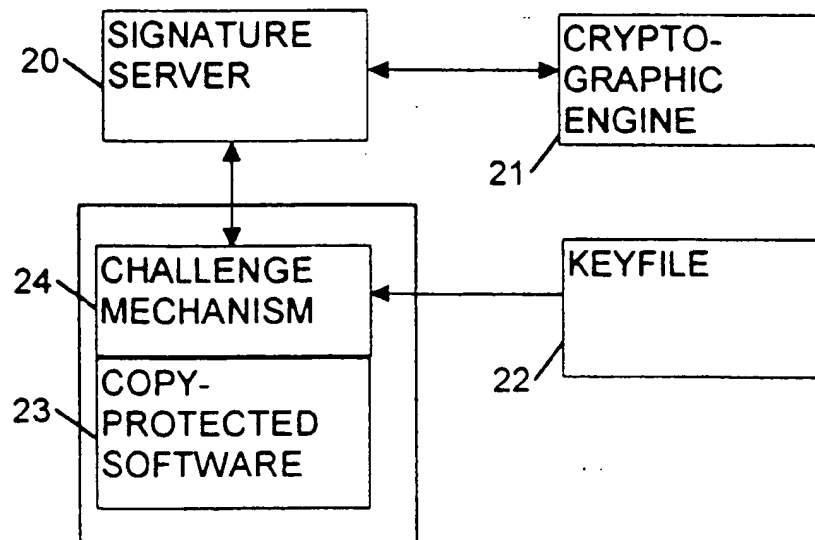 SIGNATURE
SERVER
20
CRYPTO-
GRAPHIC
ENGINE
21
CHALLENGE
MECHANISM
24
KEYFILE
22
COPY-
PROTECTED
SOFTWARE
23